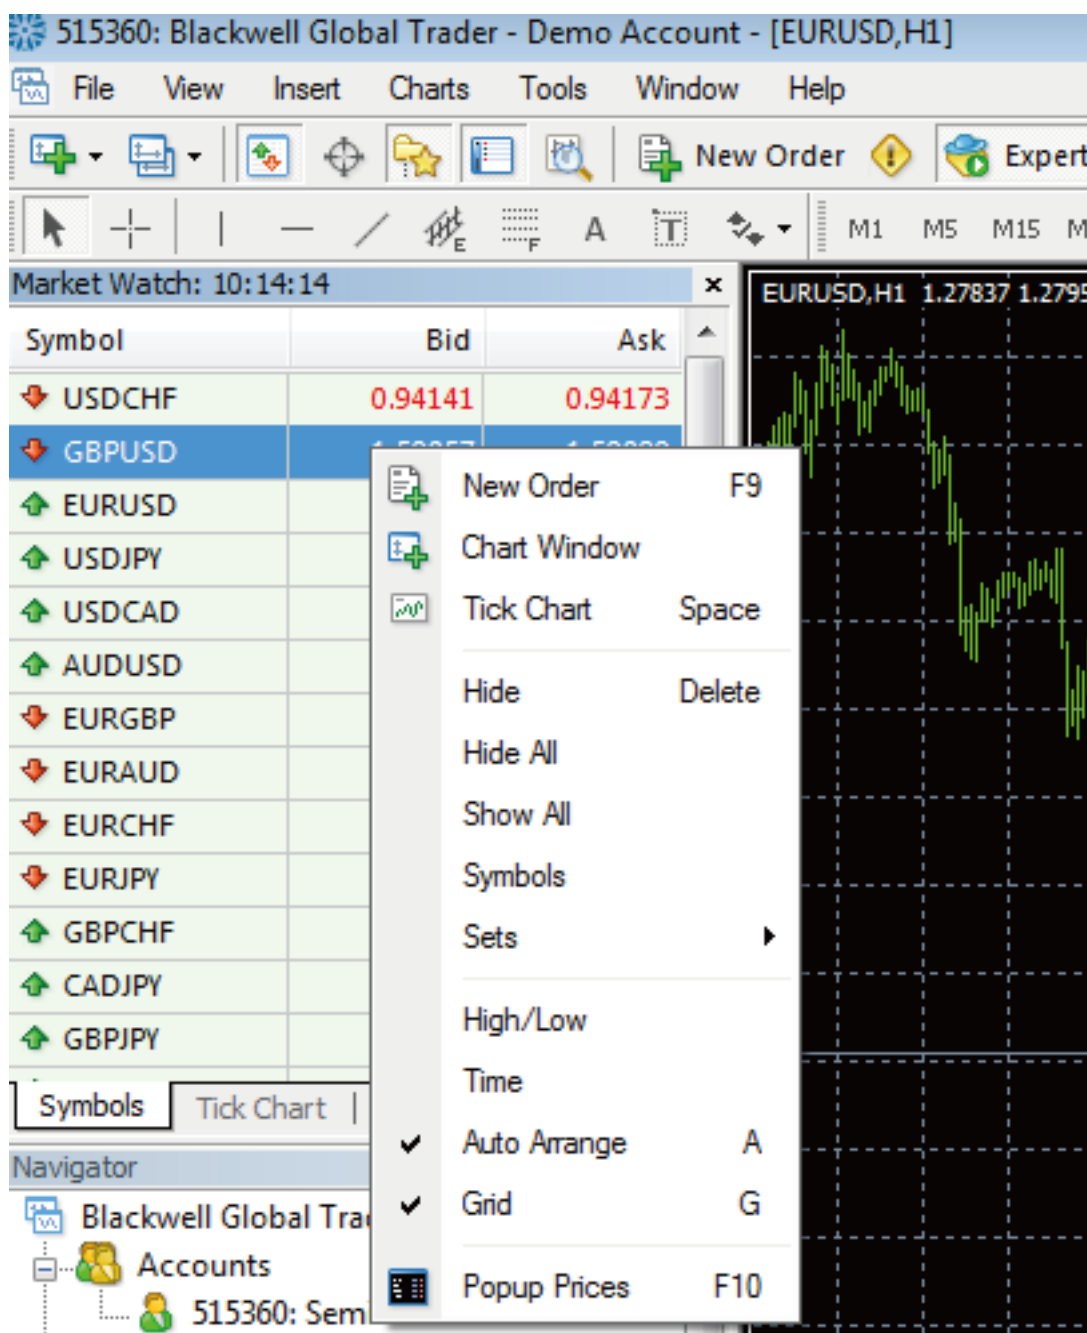 515360: Blackwell Global Trader - Demo Account - [EURUSD,H1]
File View Insert Charts Tools Window Help
New Order Expert
E F A T M1 M5 M15 M
Market Watch: 10:14:14
EURUSD,H1 1.27837 1.2795
Symbol Bid Ask
USDCHF 0.94141 0.94173
GBPUSD
EURUSD
USDJPY
USDCAD
AUDUSD
EURGBP
EURAUD
EURCHF
EURJPY
GBPCHF
CADJPY
GBPJPY
New Order F9
Chart Window
Tick Chart Space
Hide Delete
Hide All
Show All
Symbols
Sets
High/Low
Time
Auto Arrange A
Grid G
Popup Prices F10
Symbols Tick Chart
Navigator
Blackwell Global Tra
Accounts
515360: Sem